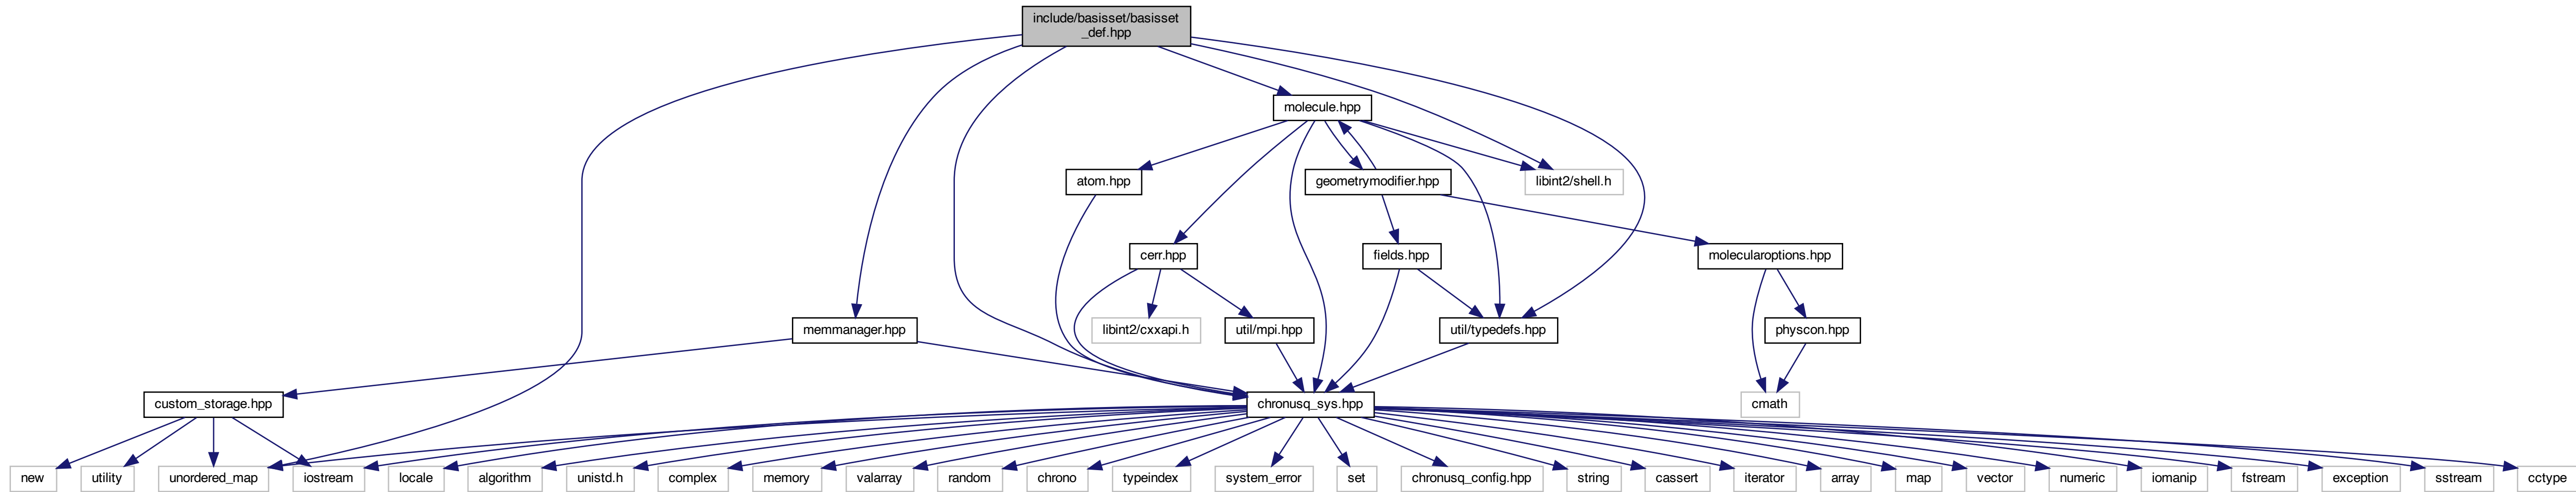 include/basisset/basisset
_def.hpp
molecule.hpp
atom.hpp
geometrymodifier.hpp
libint2/shell.h
cerr.hpp
fields.hpp
molecularoptions.hpp
memmanager.hpp
libint2/cxxapi.h
util/mpi.hpp
util/typedefs.hpp
physcon.hpp
custom_storage.hpp
chronusq_sys.hpp
cmath
new
utility
unordered_map
iostream
locale
algorithm
unistd.h
complex
memory
valarray
random
chrono
typeindex
system_error
set
chronusq_config.hpp
string
cassert
iterator
array
map
vector
numeric
iomanip
fstream
exception
sstream
cctype